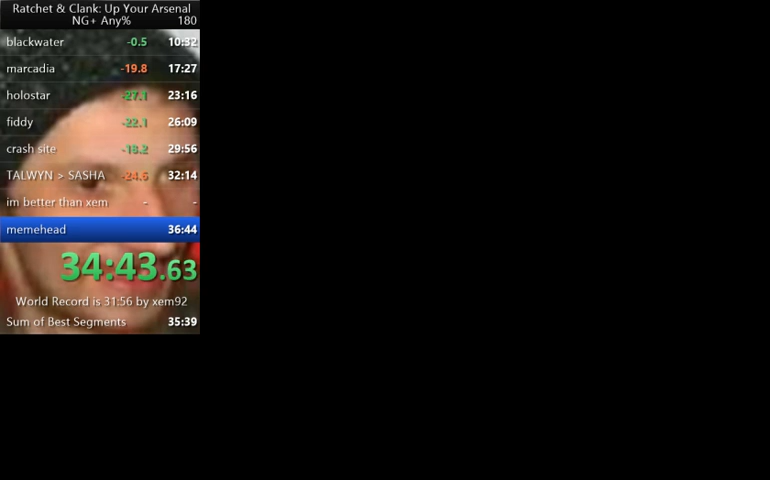 Ratchet & Clank: Up Your Arsenal
NG+ Any% 180
blackwater -0.5 10:32
marcadia -19.8 17:27
holostar -27.1 23:16
fiddy -22.1 26:09
crash site -18.2 29:56
TALWYN > SASHA -24.6 32:14
im better than xem - -
memehead 36:44
34:43.63
World Record is 31:56 by xem92
Sum of Best Segments 35:39